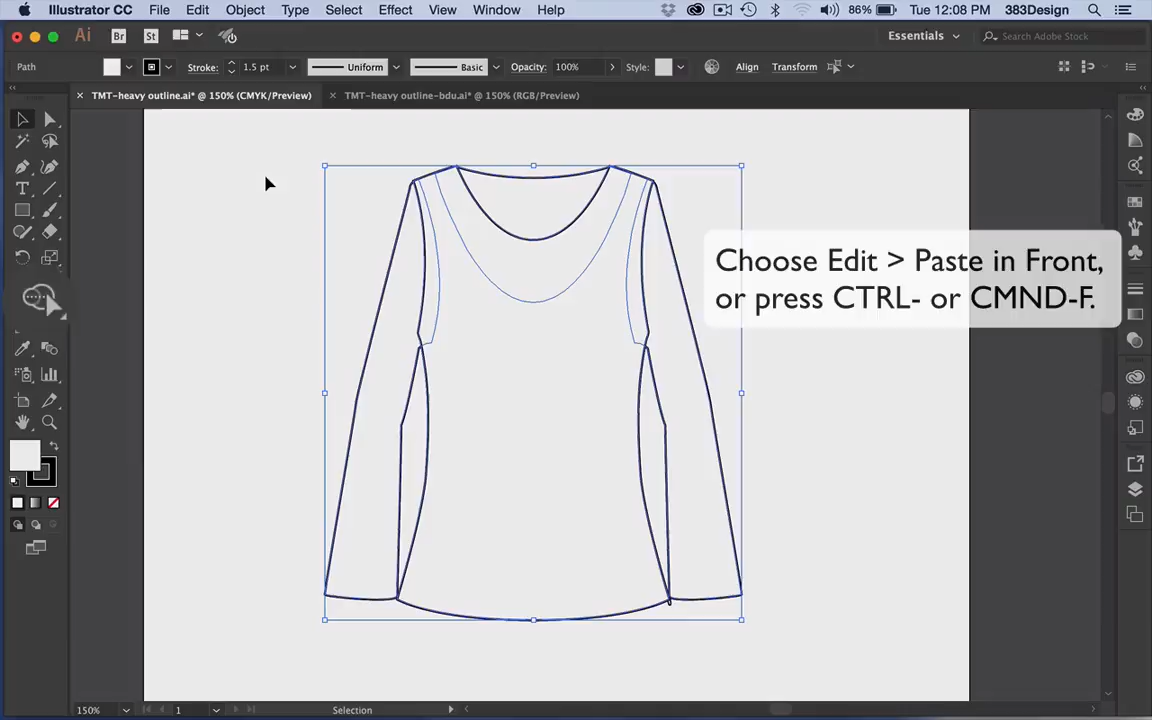 Illustrator CC File Edit Object Type Select Effect View Window Help 86% Tue 12:08 PM 383Design
Ai Br St Essentials Search Adobe Stock
Path Stroke: 1.5 pt Uniform Basic Opacity: 100% Style: Align Transform
× TMT-heavy outline.ai* @ 150% (CMYK/Preview) × TMT-heavy outline-bdu.ai* @ 150% (RGB/Preview)
Choose Edit > Paste in Front,
or press CTRL- or CMND-F.
150% 1 Selection